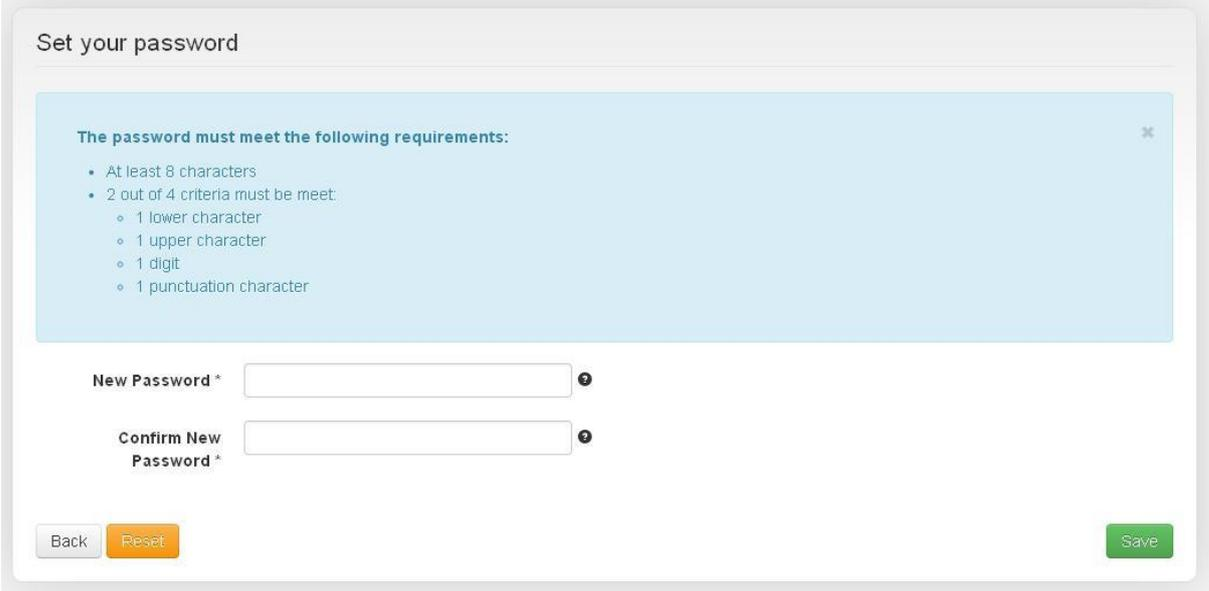 Set your password
The password must meet the following requirements:
At least 8 characters
2 out of 4 criteria must be meet:
1 lower character
1 upper character
1 digit
1 punctuation character
New Password *
Confirm New
Password *
Back Reset Save